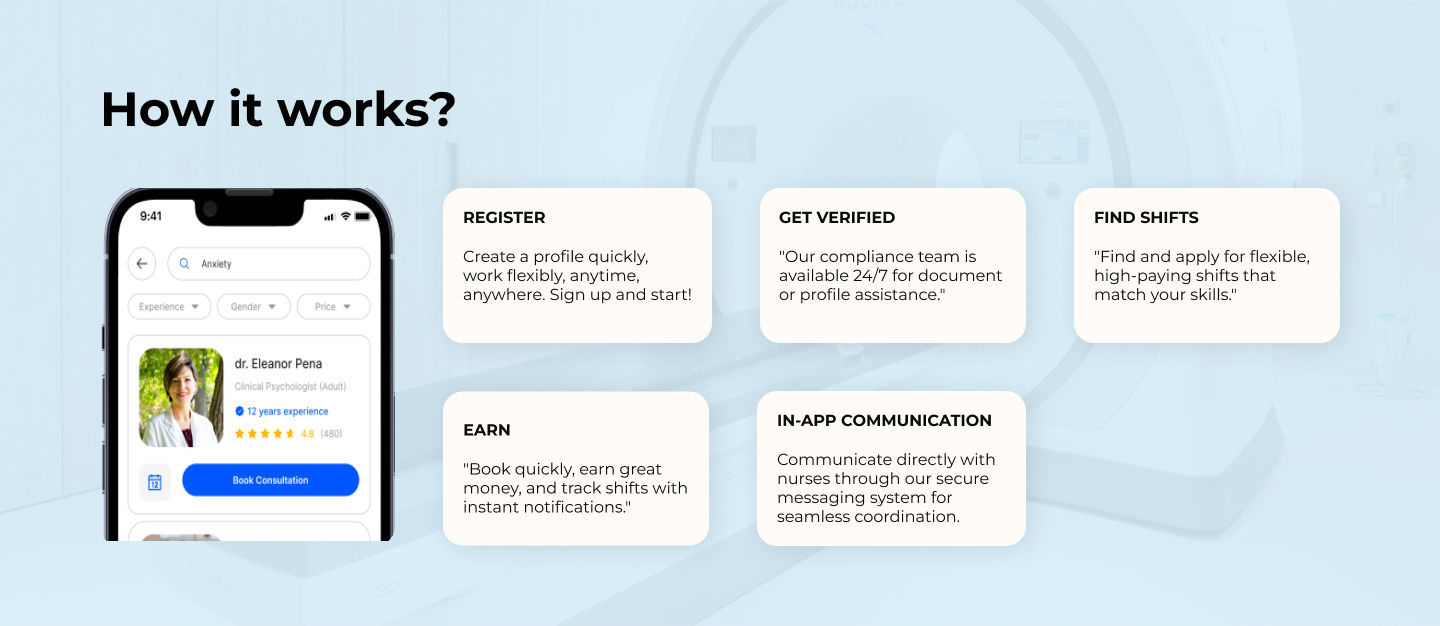 How it works?
9:41
Anxiety
Experience
Gender
Price
dr. Eleanor Pena
Clinical Psychologist (Adult)
12 years experience
4.8 (480)
12
Book Consultation
REGISTER
Create a profile quickly,
work flexibly, anytime,
anywhere. Sign up and start!
GET VERIFIED
"Our compliance team is
available 24/7 for document
or profile assistance."
FIND SHIFTS
"Find and apply for flexible,
high-paying shifts that
match your skills."
EARN
"Book quickly, earn great
money, and track shifts with
instant notifications."
IN-APP COMMUNICATION
Communicate directly with
nurses through our secure
messaging system for
seamless coordination.